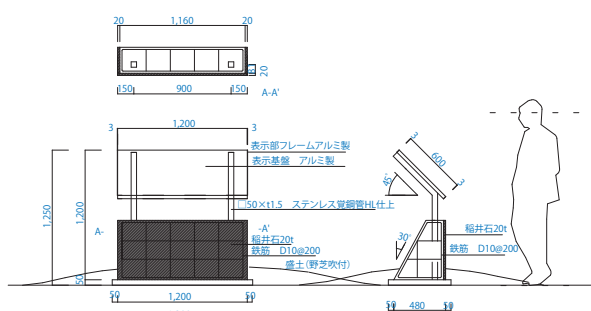 20 1,160 20
20
150 900 150
A-A'
3 1,200 3
表示部フレームアルミ製
表示基盤 アルミ製
□50×t1.5 ステンレス覚鋼管HL仕上
1,250
1,200
50
A-
-A'
稲井石20t
鉄筋 D10@200
盛土(野芝吹付)
50 1,200 50
3
600
3
45°
30°
稲井石20t
鉄筋 D10@200
50 480 50